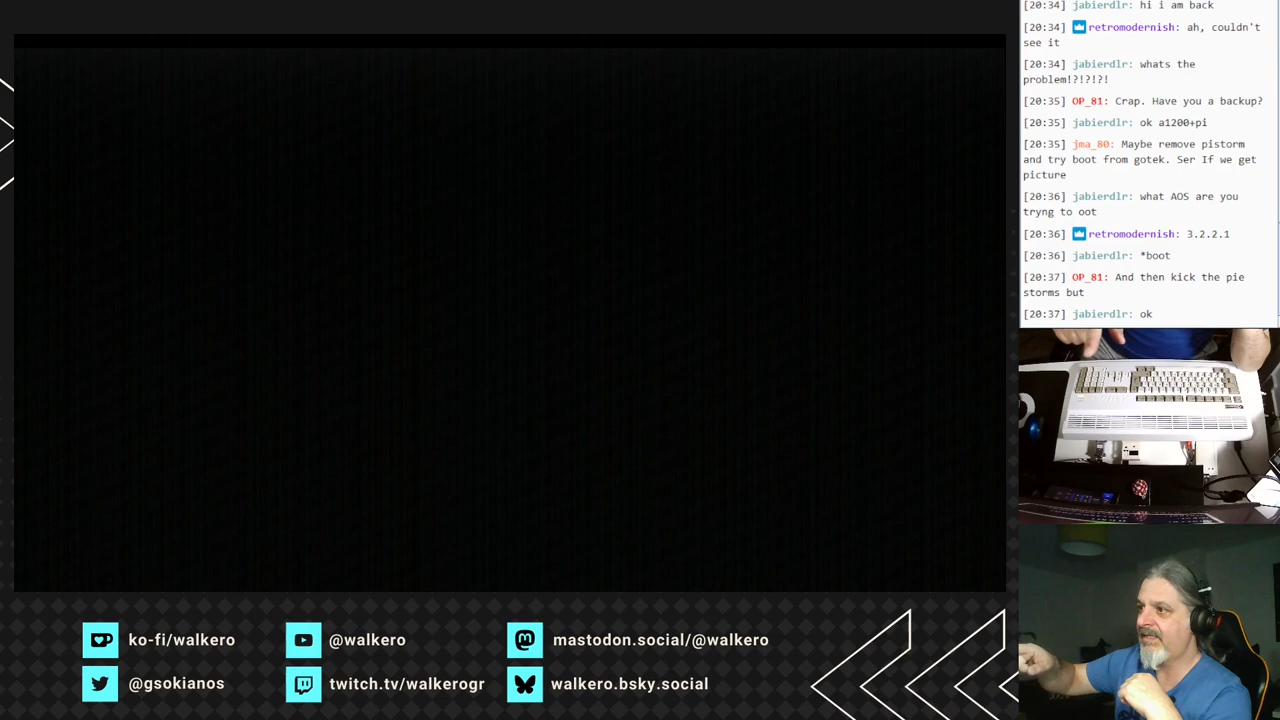 [20:34] jabierdlr: hi i am back
[20:34] retromodernish: ah, couldn't
see it
[20:34] jabierdlr: whats the
problem!?!?!?!
[20:35] OP_81: Crap. Have you a backup?
[20:35] jabierdlr: ok a1200+pi
[20:35] jma_80: Maybe remove pistorm
and try boot from gotek. Ser If we get
picture
[20:36] jabierdlr: what AOS are you
tryng to oot
[20:36] retromodernish: 3.2.2.1
[20:36] jabierdlr: *boot
[20:37] OP_81: And then kick the pie
storms but
[20:37] jabierdlr: ok
ko-fi/walkero
@walkero
mastodon.social/@walkero
@gsokianos
twitch.tv/walkerogr
walkero.bsky.social